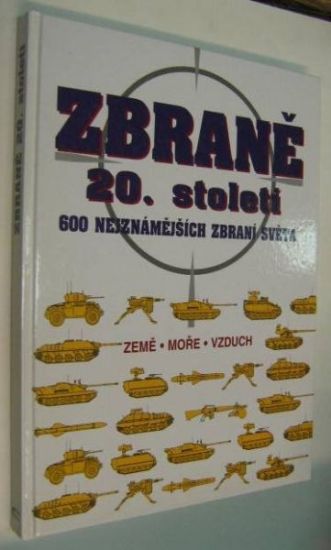 ZBRANĚ
20. století
600 NEJZNÁMĚJŠÍCH ZBRANÍ SVĚTA
ZEMĚ • MOŘE • VZDUCH
ZBRANĚ 20. století